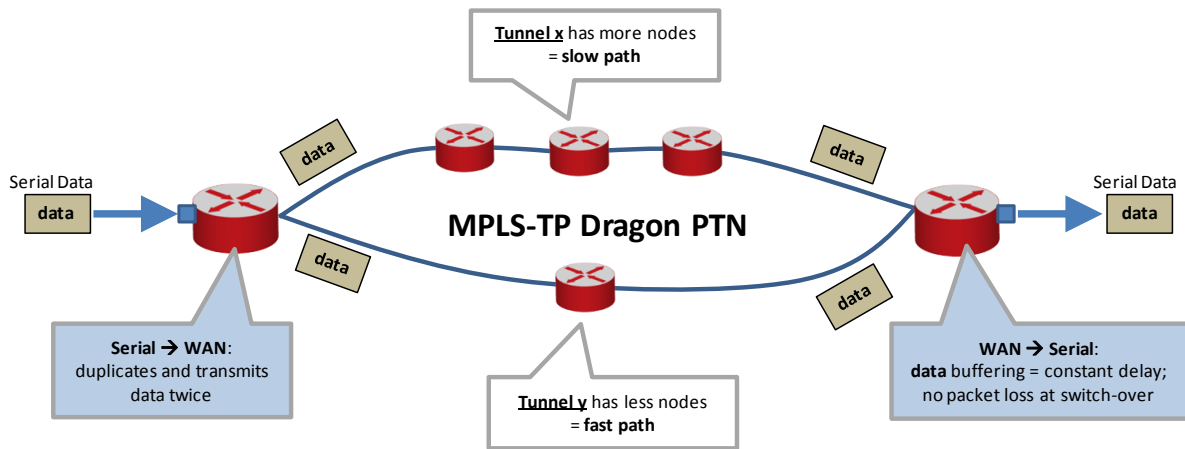 Tunnel x has more nodes
= slow path
data
data
Serial Data
data
Serial Data
data
MPLS-TP Dragon PTN
data
data
Serial → WAN:
duplicates and transmits
data twice
WAN → Serial:
data buffering = constant delay;
no packet loss at switch-over
Tunnel y has less nodes
= fast path